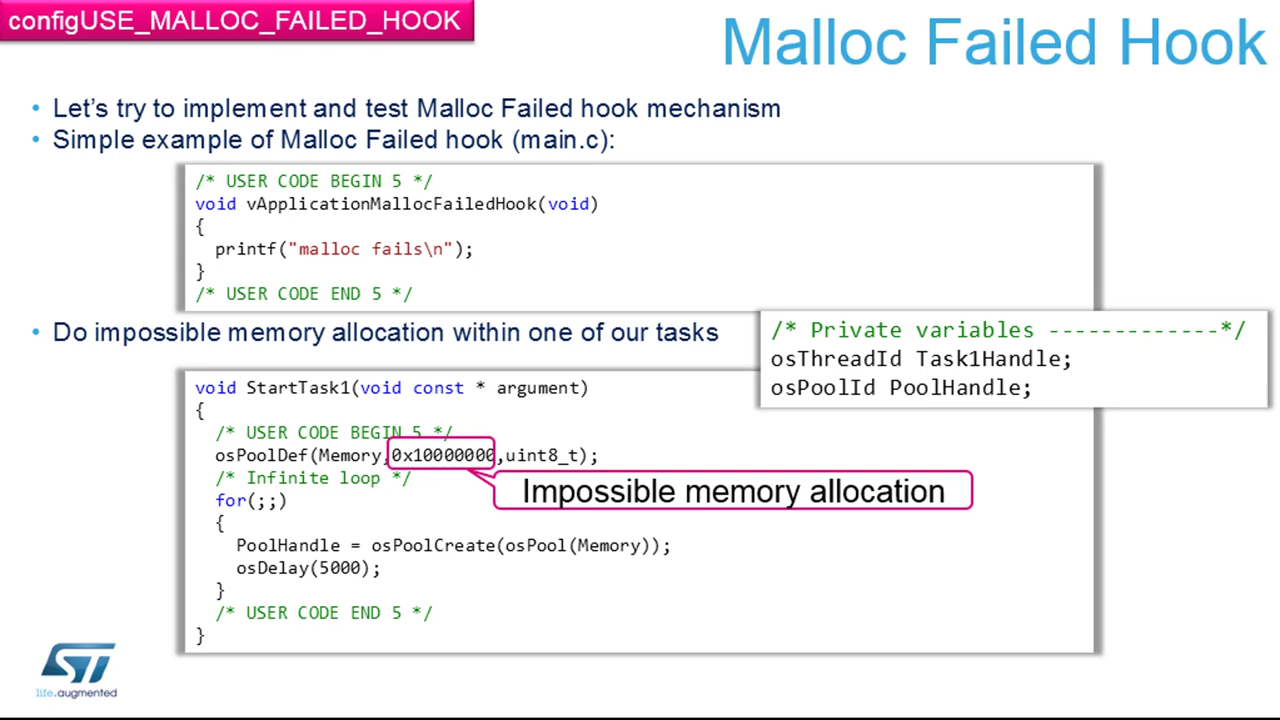 configUSE_MALLOC_FAILED_HOOK
Malloc Failed Hook
• Let's try to implement and test Malloc Failed hook mechanism
• Simple example of Malloc Failed hook (main.c):
/* USER CODE BEGIN 5 */
void vApplicationMallocFailedHook(void)
{
printf("malloc fails\n");
}
/* USER CODE END 5 */
• Do impossible memory allocation within one of our tasks
/* Private variables -------------*/
osThreadId Task1Handle;
osPoolId PoolHandle;
void StartTask1(void const * argument)
{
/* USER CODE BEGIN 5 */
osPoolDef(Memory,0x10000000,uint8_t);
/* Infinite loop */
Impossible memory allocation
for(;;)
{
PoolHandle = osPoolCreate(osPool(Memory));
osDelay(5000);
}
/* USER CODE END 5 */
}
ST
life.augmented